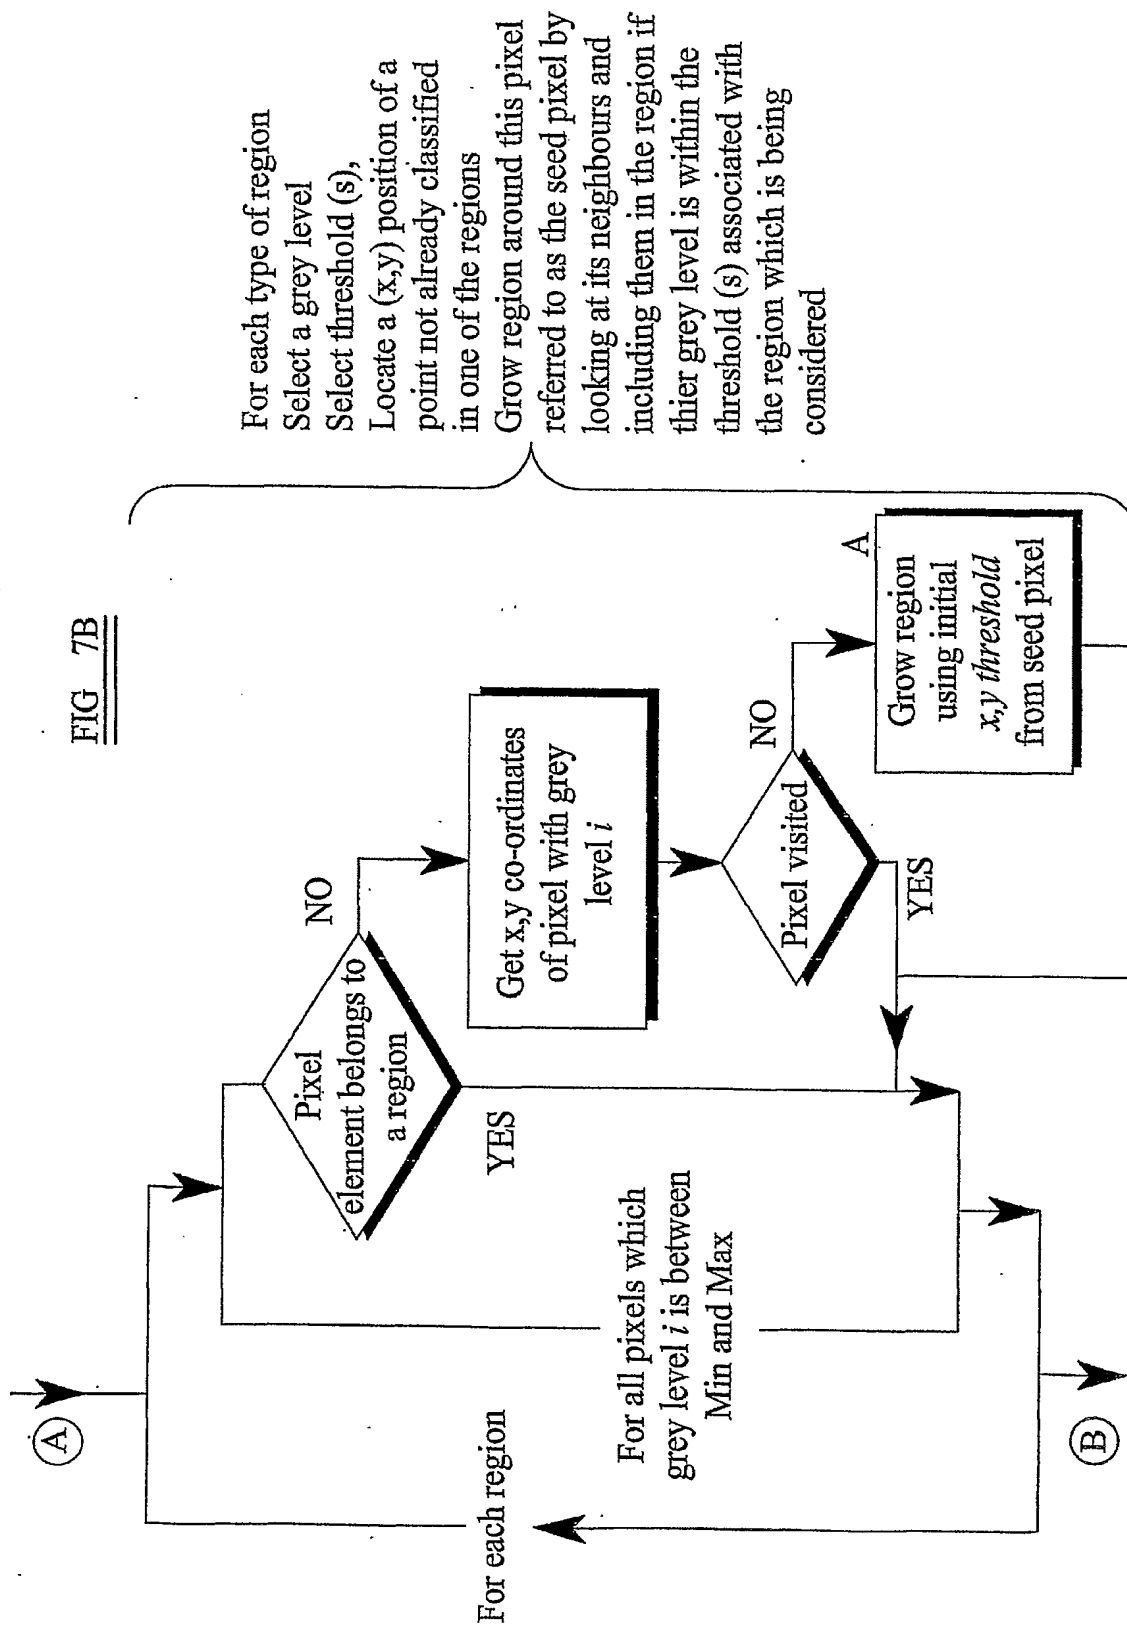 FIG 7B
A
For each region
For all pixels which
grey level i is between
Min and Max
Pixel
element belongs to
a region
NO
YES
Get x,y co-ordinates
of pixel with grey
level i
Pixel visited
NO
YES
A
Grow region
using initial
x,y threshold
from seed pixel
B
For each type of region
Select a grey level
Select threshold (s),
Locate a (x,y) position of a
point not already classified
in one of the regions
Grow region around this pixel
referred to as the seed pixel by
looking at its neighbours and
including them in the region if
thier grey level is within the
threshold (s) associated with
the region which is being
considered